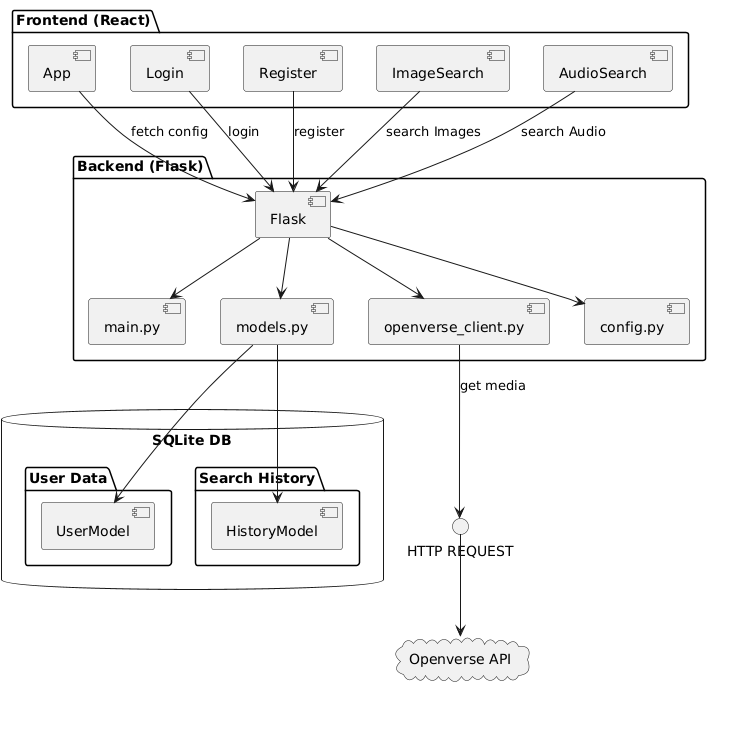 Frontend (React)
App
Login
Register
ImageSearch
AudioSearch
fetch config
login
register
search Images
search Audio
Backend (Flask)
Flask
main.py
models.py
openverse_client.py
config.py
get media
SQLite DB
User Data
Search History
UserModel
HistoryModel
HTTP REQUEST
Openverse API